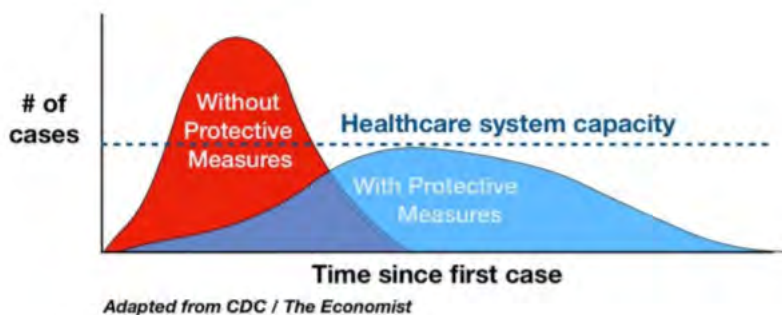 # of
cases
Without
Protective
Measures
Healthcare system capacity
With Protective
Measures
Time since first case
Adapted from CDC / The Economist